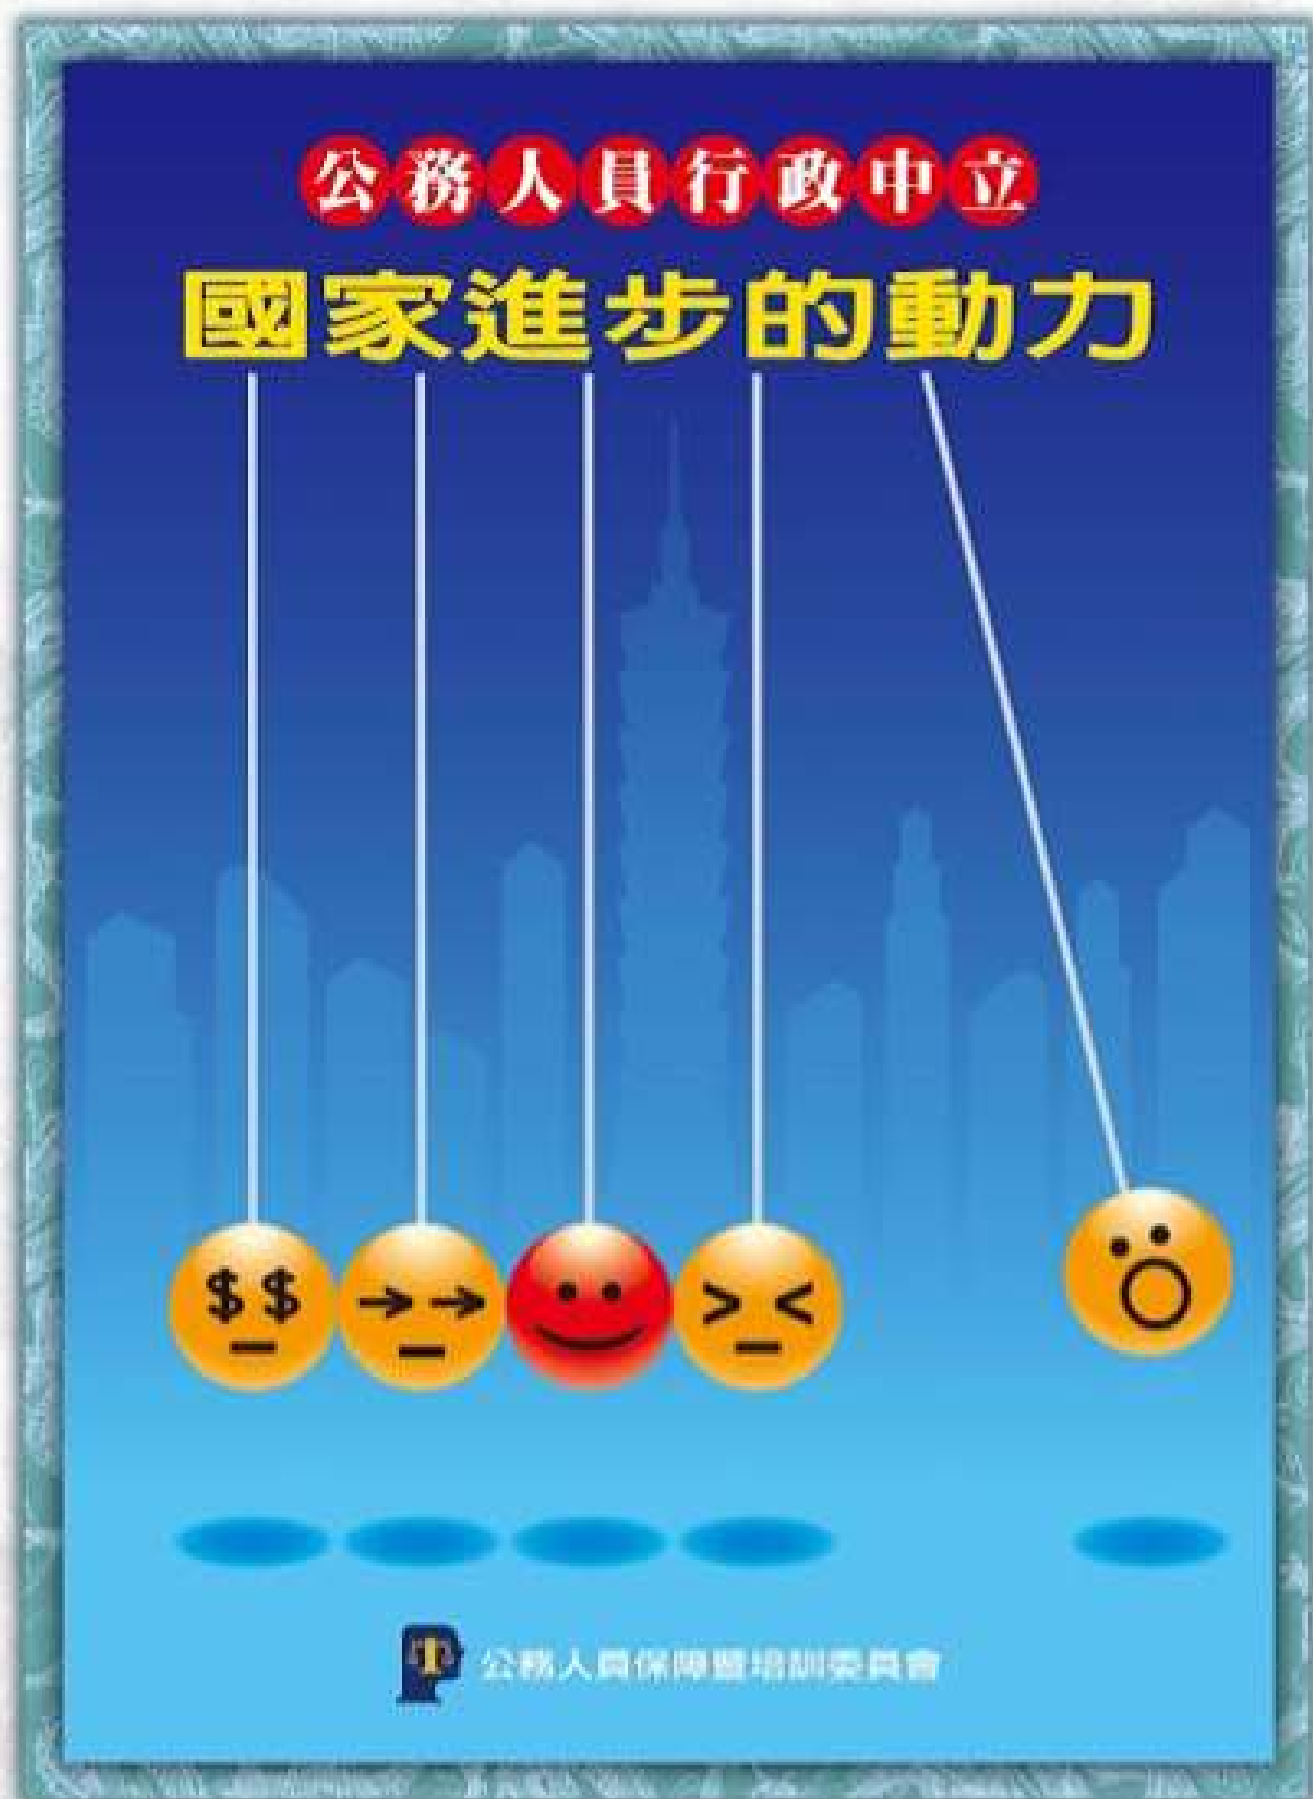 公務人員行政中立
國家進步的動力
$ $
→ →
> <
公務人員保障暨培訓委員會